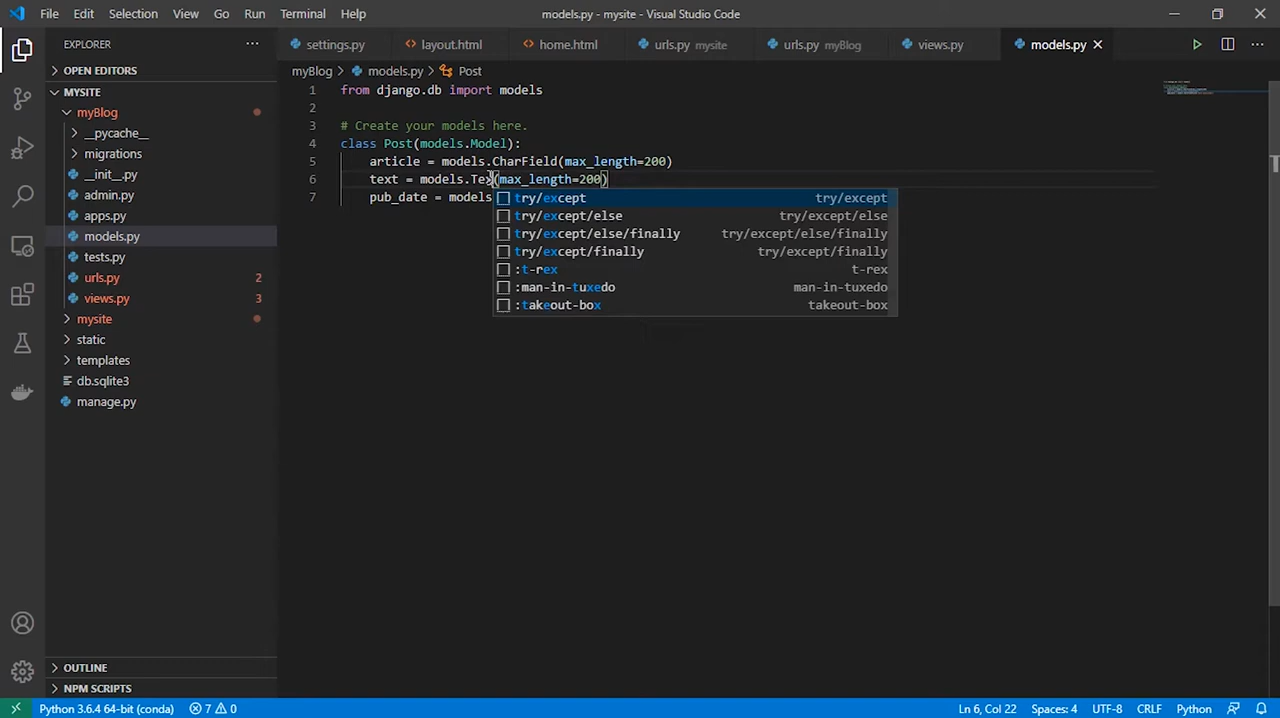 File Edit Selection View Go Run Terminal Help
models.py - mysite - Visual Studio Code
EXPLORER
settings.py
layout.html
home.html
urls.py mysite
urls.py myBlog
views.py
models.py
OPEN EDITORS
MYSITE
myBlog
__pycache__
migrations
__init__.py
admin.py
apps.py
models.py
tests.py
urls.py 2
views.py 3
mysite
static
templates
db.sqlite3
manage.py
OUTLINE
NPM SCRIPTS
myBlog > models.py > Post
1 from django.db import models
2
3 # Create your models here.
4 class Post(models.Model):
5 article = models.CharField(max_length=200)
6 text = models.Tex(max_length=200)
7 pub_date = models
try/except try/except
try/except/else try/except/else
try/except/else/finally try/except/else/finally
try/except/finally try/except/finally
:t-rex t-rex
:man-in-tuxedo man-in-tuxedo
:takeout-box takeout-box
Python 3.6.4 64-bit (conda) 7 0
Ln 6, Col 22 Spaces: 4 UTF-8 CRLF Python